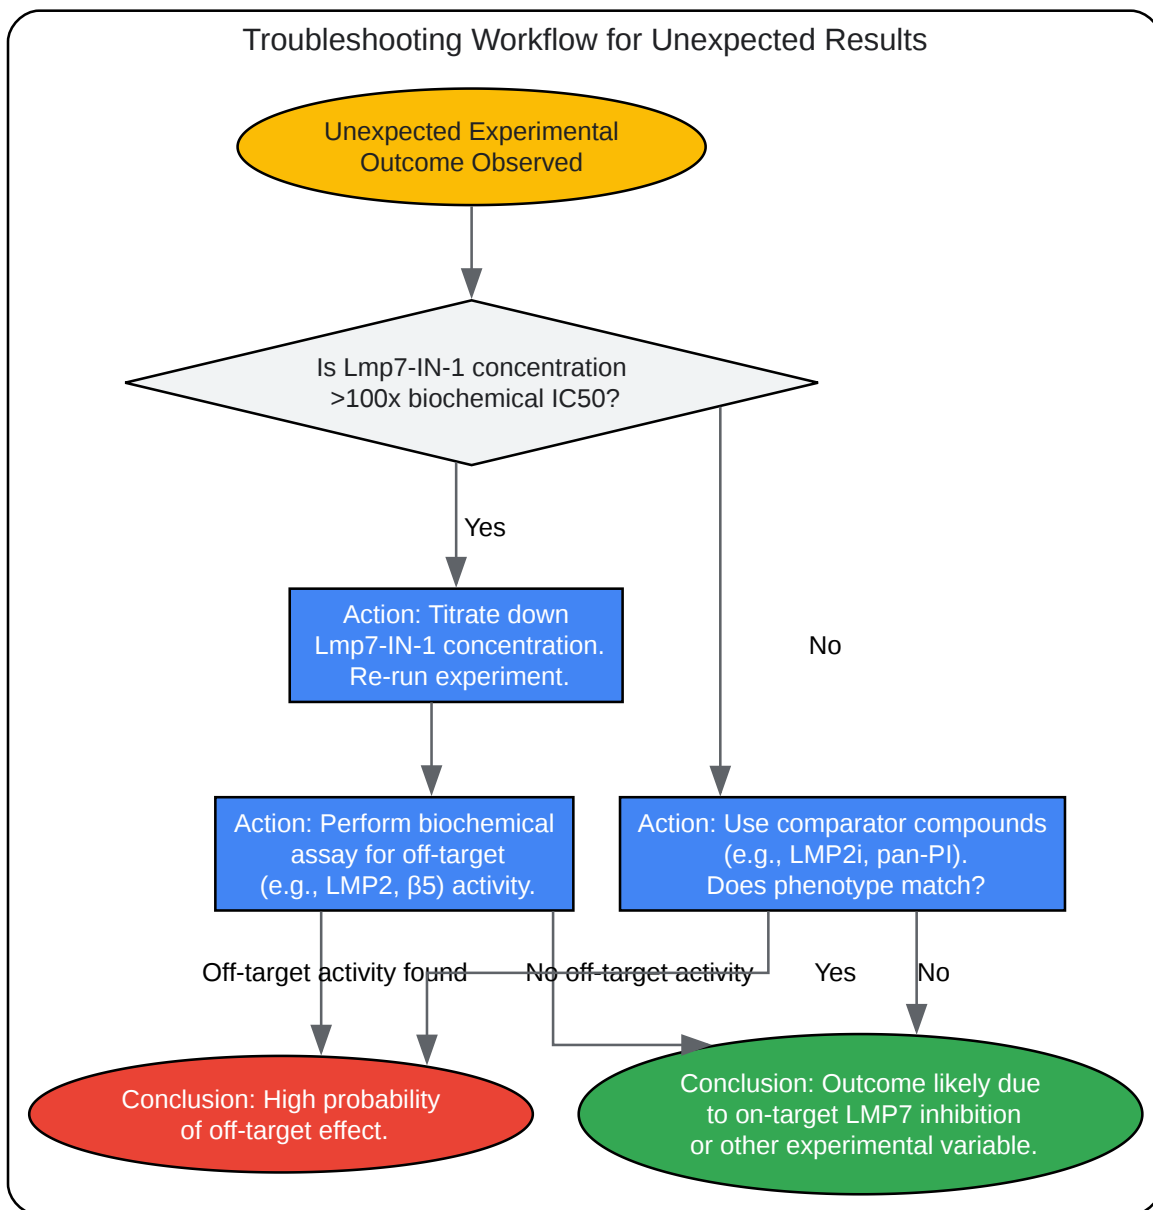 Troubleshooting Workflow for Unexpected Results
Unexpected Experimental
Outcome Observed
Is Lmp7-IN-1 concentration
>100x biochemical IC50?
Yes
Action: Titrate down
Lmp7-IN-1 concentration.
Re-run experiment.
No
Action: Perform biochemical
assay for off-target
(e.g., LMP2, β5) activity.
Action: Use comparator compounds
(e.g., LMP2i, pan-PI).
Does phenotype match?
Off-target activity found
No off-target activity
Yes
No
Conclusion: High probability
of off-target effect.
Conclusion: Outcome likely due
to on-target LMP7 inhibition
or other experimental variable.